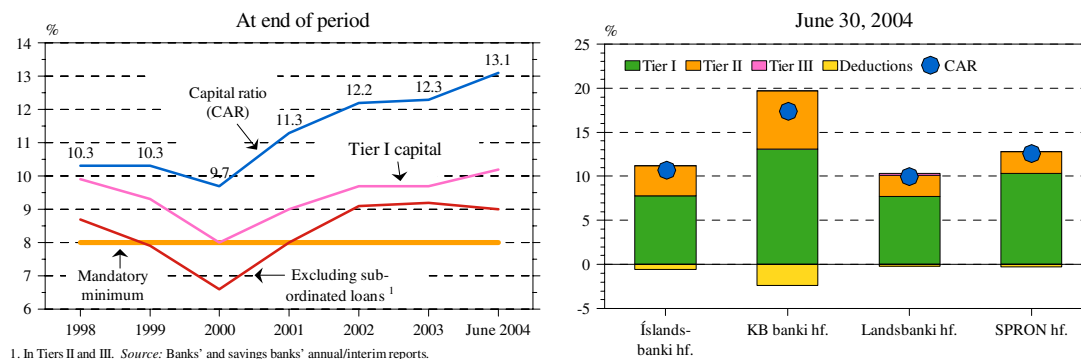 At end of period
%
14
13
12
11
10
9
8
7
6
10.3
10.3
9.7
11.3
12.2
12.3
13.1
Capital ratio
(CAR)
Tier I capital
Mandatory
minimum
Excluding sub-
ordinated loans 1
1998 1999 2000 2001 2002 2003 June 2004
1. In Tiers II and III. Source: Banks' and savings banks' annual/interim reports.
June 30, 2004
%
25
20
15
10
5
0
-5
Tier I Tier II Tier III Deductions CAR
Íslands-
banki hf.
KB banki hf.
Landsbanki hf.
SPRON hf.